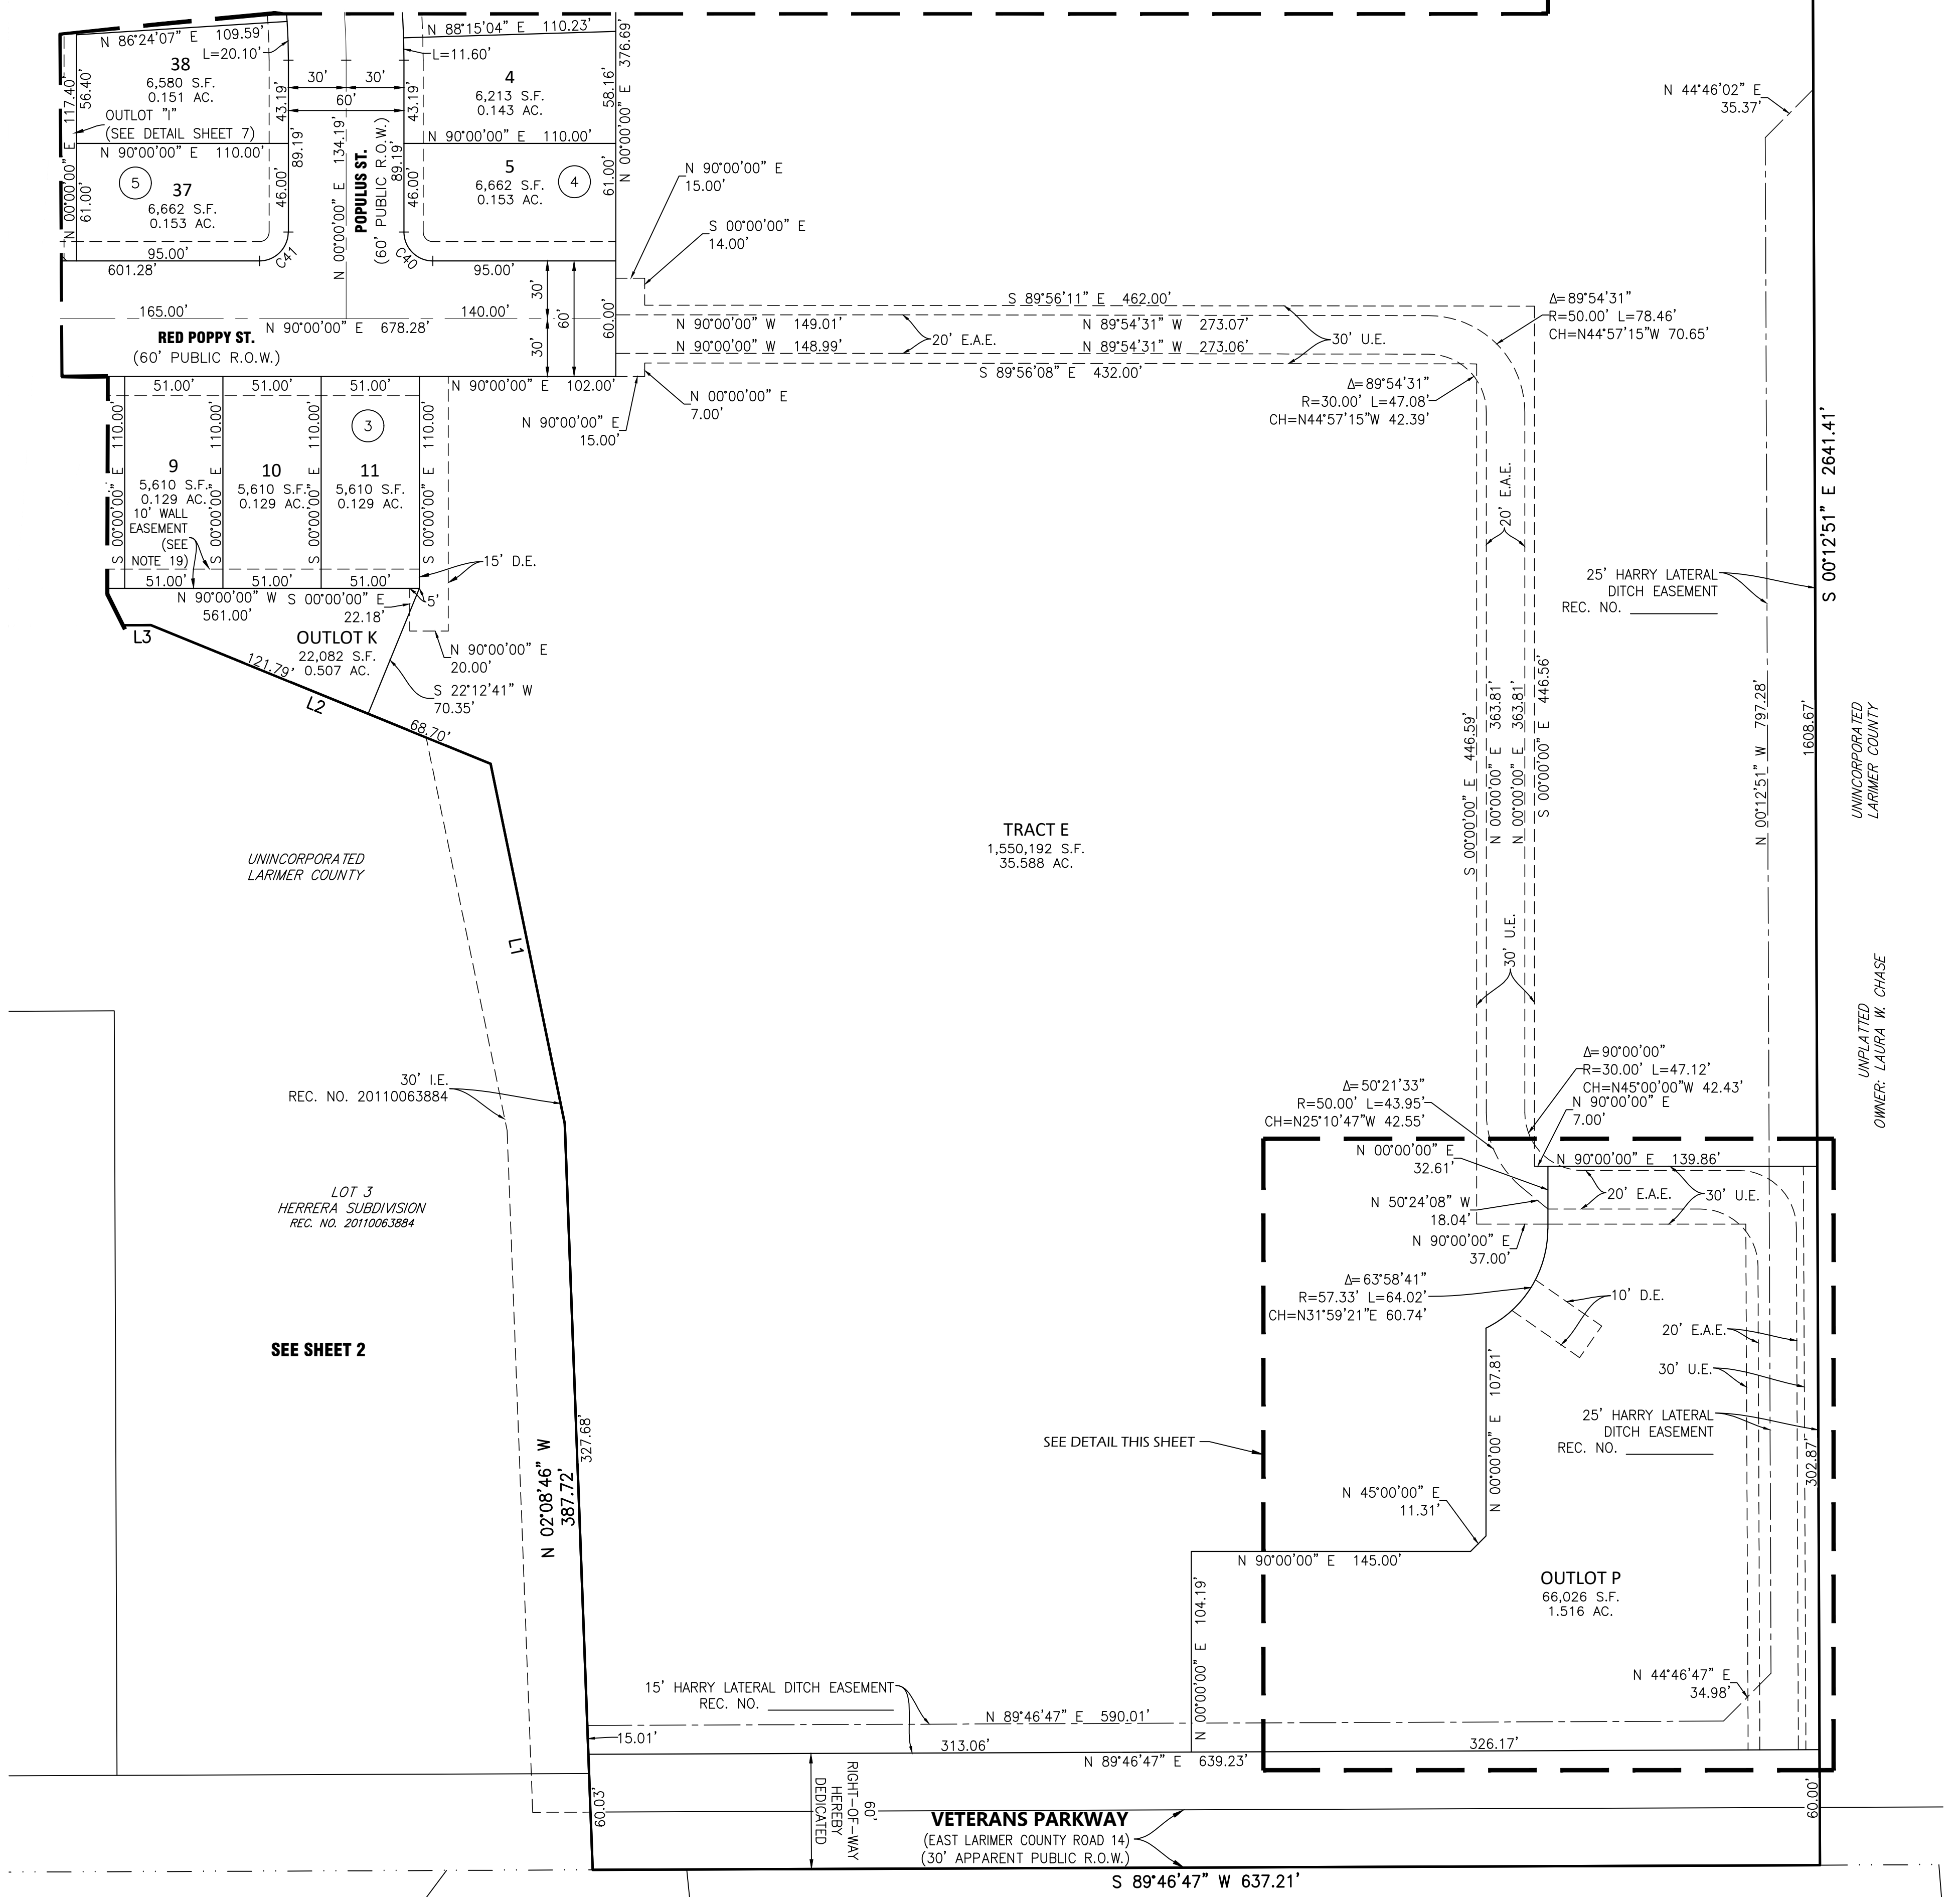 N 86°24'07" E 109.59'
L=20.10'
38
6,580 S.F.
0.151 AC.
OUTLOT "I"
(SEE DETAIL SHEET 7)
N 90°00'00" E 110.00'
5
37
6,662 S.F.
0.153 AC.
95.00'
601.28'
C41
N 00°00'00" E 117.40'
56.40'
61.00'
43.19'
89.19'
46.00'
30'
30'
60'
N 00°00'00" E 134.19'
POPULUS ST.
(60' PUBLIC R.O.W.)
N 88°15'04" E 110.23'
L=11.60'
4
6,213 S.F.
0.143 AC.
43.19'
89.19'
46.00'
N 90°00'00" E 110.00'
5
6,662 S.F.
0.153 AC.
4
58.16'
61.00'
N 00°00'00" E 376.69'
C40
95.00'
165.00'
140.00'
N 90°00'00" E 678.28'
RED POPPY ST.
(60' PUBLIC R.O.W.)
30'
30'
60'
60.00'
N 90°00'00" E
15.00'
S 00°00'00" E
14.00'
S 89°56'11" E 462.00'
N 90°00'00" W 149.01'
N 90°00'00" W 148.99'
20' E.A.E.
N 89°54'31" W 273.07'
N 89°54'31" W 273.06'
30' U.E.
S 89°56'08" E 432.00'
Δ=89°54'31"
R=50.00' L=78.46'
CH=N44°57'15"W 70.65'
Δ=89°54'31"
R=30.00' L=47.08'
CH=N44°57'15"W 42.39'
N 00°00'00" E
7.00'
N 90°00'00" E
15.00'
N 44°46'02" E
35.37'
51.00'
51.00'
51.00'
N 90°00'00" E 102.00'
S 00°00'00" E 110.00'
S 00°00'00" E 110.00'
S 00°00'00" E 110.00'
S 00°00'00" E 110.00'
3
9
5,610 S.F.
0.129 AC.
10
5,610 S.F.
0.129 AC.
11
5,610 S.F.
0.129 AC.
10' WALL
EASEMENT
(SEE
NOTE 19)
51.00'
51.00'
51.00'
15' D.E.
N 90°00'00" W
561.00'
S 00°00'00" E
22.18'
5'
L3
OUTLOT K
22,082 S.F.
0.507 AC.
121.79'
L2
N 90°00'00" E
20.00'
S 22°12'41" W
70.35'
68.70'
20' E.A.E.
S 00°00'00" E 446.59'
N 00°00'00" E 363.81'
N 00°00'00" E 363.81'
S 00°00'00" E 446.56'
30' U.E.
25' HARRY LATERAL
DITCH EASEMENT
REC. NO.
N 00°12'51" W 797.28'
1608.67'
S 00°12'51" E 2641.41'
UNINCORPORATED
LARIMER COUNTY
UNPLATTED
OWNER: LAURA W. CHASE
TRACT E
1,550,192 S.F.
35.588 AC.
UNINCORPORATED
LARIMER COUNTY
L1
30' I.E.
REC. NO. 20110063884
LOT 3
HERRERA SUBDIVISION
REC. NO. 20110063884
SEE SHEET 2
N 02°08'46" W
387.72'
327.68'
Δ=90°00'00"
R=30.00' L=47.12'
CH=N45°00'00"W 42.43'
N 90°00'00" E
7.00'
Δ=50°21'33"
R=50.00' L=43.95'
CH=N25°10'47"W 42.55'
N 00°00'00" E
32.61'
N 90°00'00" E 139.86'
20' E.A.E.
30' U.E.
N 50°24'08" W
18.04'
N 90°00'00" E
37.00'
Δ=63°58'41"
R=57.33' L=64.02'
CH=N31°59'21"E 60.74'
10' D.E.
20' E.A.E.
30' U.E.
N 00°00'00" E 107.81'
25' HARRY LATERAL
DITCH EASEMENT
REC. NO.
302.87'
SEE DETAIL THIS SHEET
N 45°00'00" E
11.31'
N 90°00'00" E 145.00'
N 00°00'00" E 104.19'
OUTLOT P
66,026 S.F.
1.516 AC.
N 44°46'47" E
34.98'
15' HARRY LATERAL DITCH EASEMENT
REC. NO.
N 89°46'47" E 590.01'
15.01'
313.06'
326.17'
N 89°46'47" E 639.23'
60.03'
60'
RIGHT-OF-WAY
HEREBY
DEDICATED
60.00'
VETERANS PARKWAY
(EAST LARIMER COUNTY ROAD 14)
(30' APPARENT PUBLIC R.O.W.)
S 89°46'47" W 637.21'